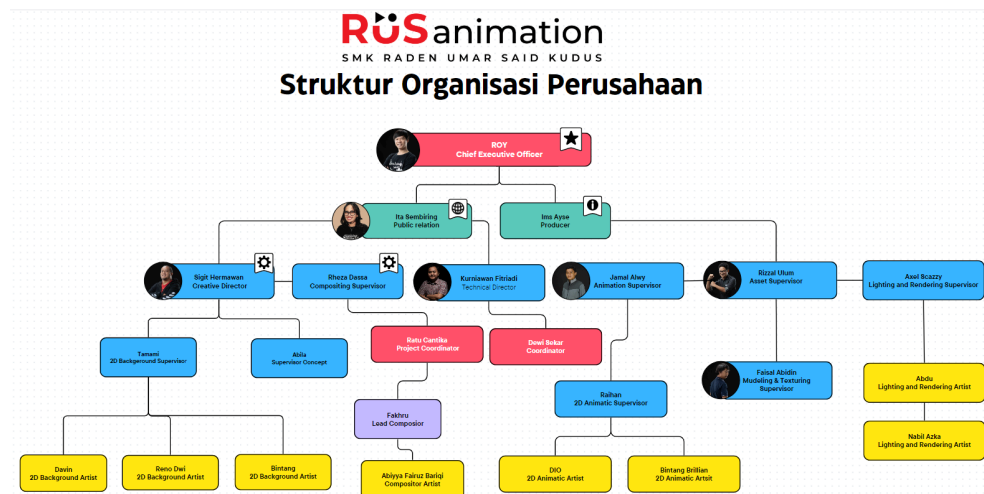 RUS animation
SMK RADEN UMAR SAID KUDUS
Struktur Organisasi Perusahaan
ROY
Chief Executive Officer
Ita Sembiring
Public relation
Ims Ayse
Producer
Sigit Hermawan
Creative Director
Rheza Dassa
Compositing Supervisor
Kurniawan Fitriadi
Technical Director
Jamal Alwy
Animation Supervisor
Rizzal Ulum
Asset Supervisor
Axel Scazzy
Lighting and Rendering Supervisor
Tamami
2D Backgeround Supervisor
Abila
Supervisor Concept
Ratu Cantika
Project Coordinator
Dewi Bekar
Coordinator
Raihan
2D Animatic Supervisor
Faisal Abidin
Mudeling & Texturing
Supervisor
Abdu
Lighting and Rendering Artist
Fakhru
Lead Composior
Nabil Azka
Lighting and Rendering Artist
Davin
2D Background Artist
Reno Dwi
2D Background Artist
Bintang
2D Background Artist
Abiyya Fairuz Bariqi
Compositor Artist
DIO
2D Animatic Artist
Bintang Brillian
2D Animatic Artsit